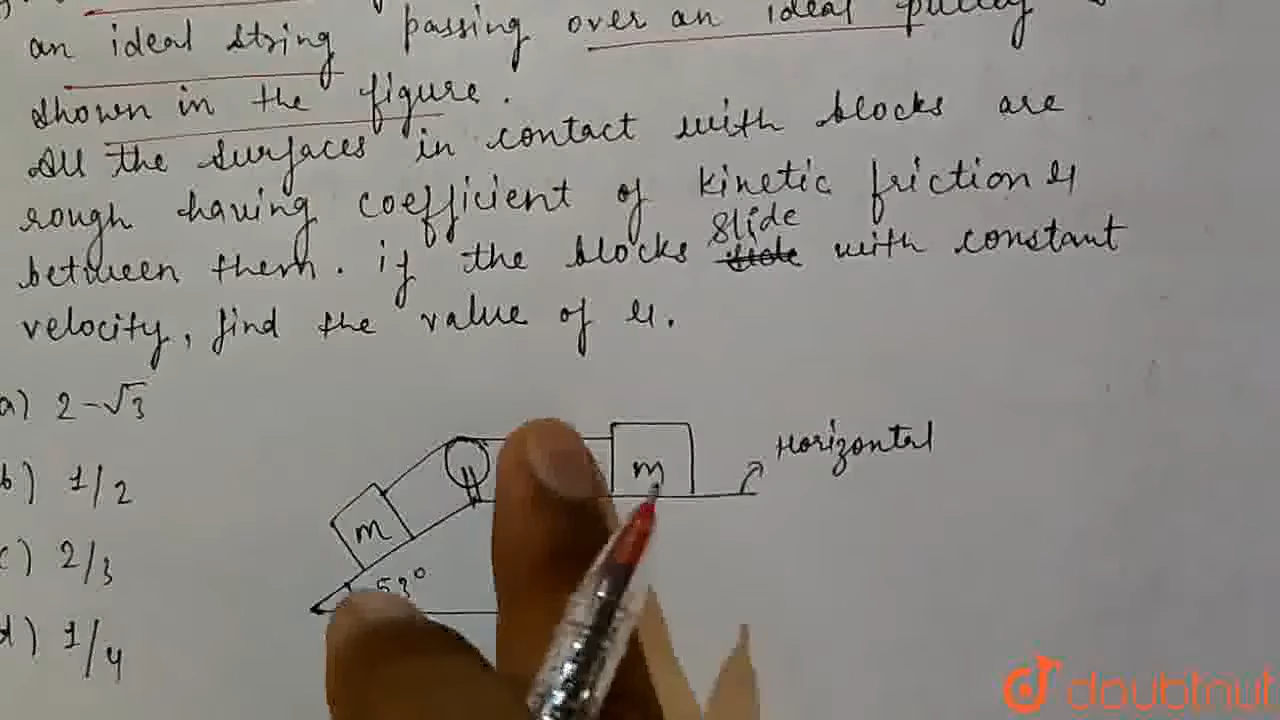 an ideal string passing over an ideal pulley
shown in the figure.
All the surfaces in contact with blocks are
rough having coefficient of kinetic friction μ
between them. if the blocks slide with constant
velocity, find the value of μ.
a) 2-√3
b) 1/2
c) 2/3
d) 1/4
m
53°
m
Horizontal
doubtnut